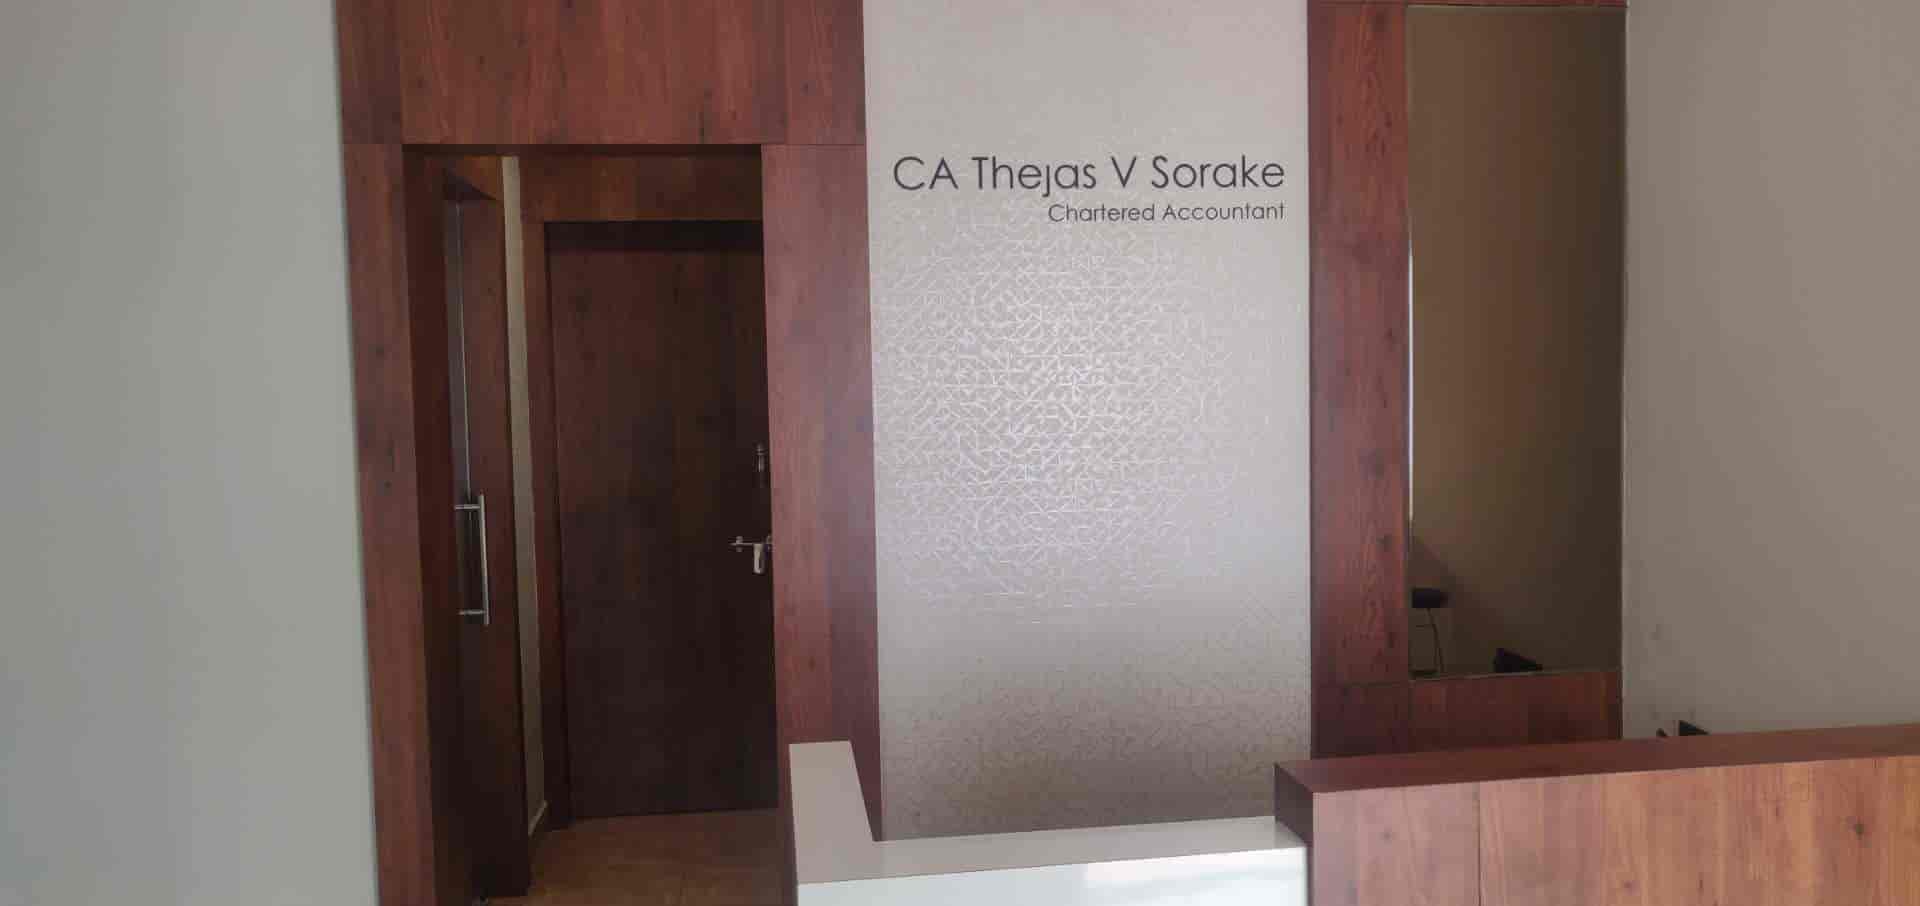 CA Thejas V Sorake
Chartered Accountant